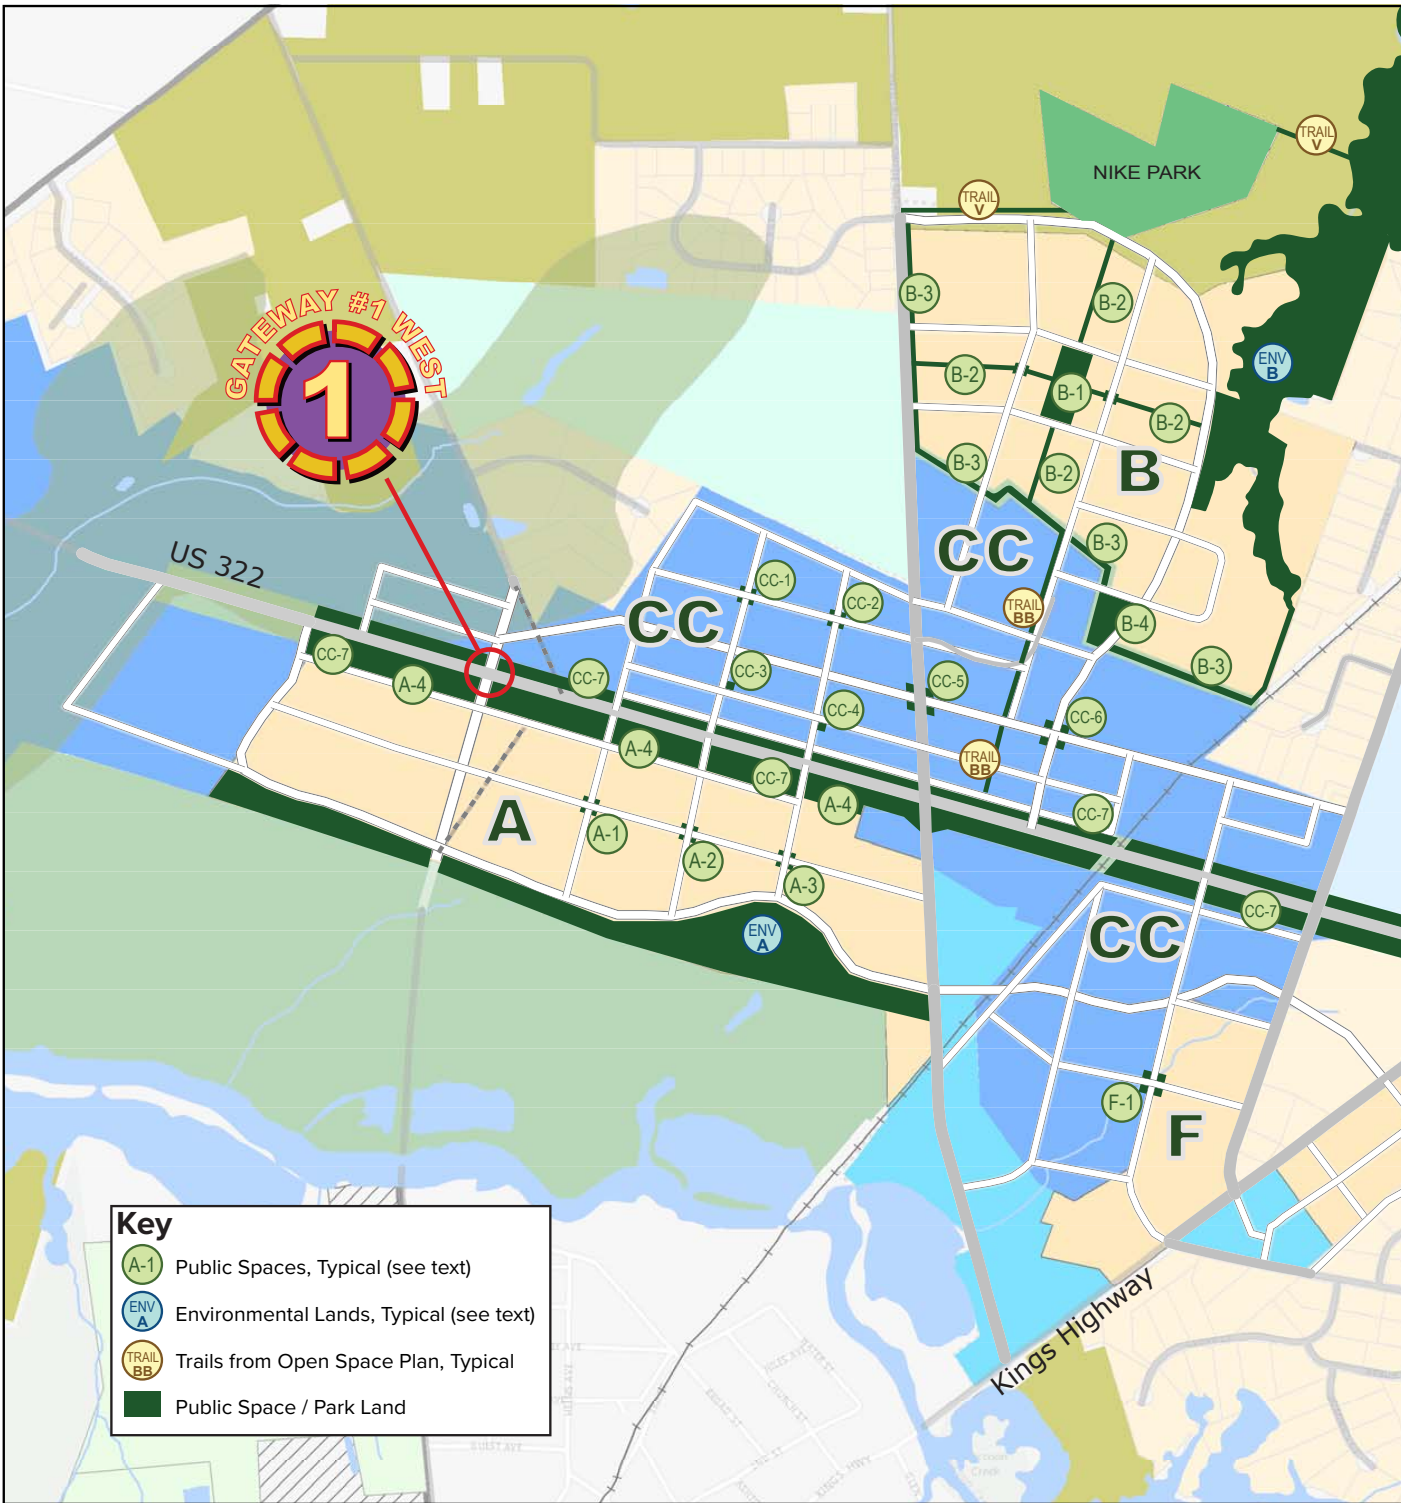 TRAIL
V
NIKE PARK
TRAIL
V
B-3
B-2
GATEWAY #1 WEST
1
ENV
B
B-2
B-1
B-2
B-3
B-2
B
US 322
CC
B-3
CC-1
CC-2
TRAIL
BB
CC
B-4
CC-7
B-3
A-4
CC-7
CC-3
CC-5
CC-4
CC-6
A-4
TRAIL
BB
CC-7
A-4
CC-7
A
A-1
A-2
A-3
CC-7
ENV
A
CC
F-1
F
Key
A-1
Public Spaces, Typical (see text)
ENV
A
Environmental Lands, Typical (see text)
TRAIL
BB
Trails from Open Space Plan, Typical
Public Space / Park Land
Kings Highway
KINGS HWY